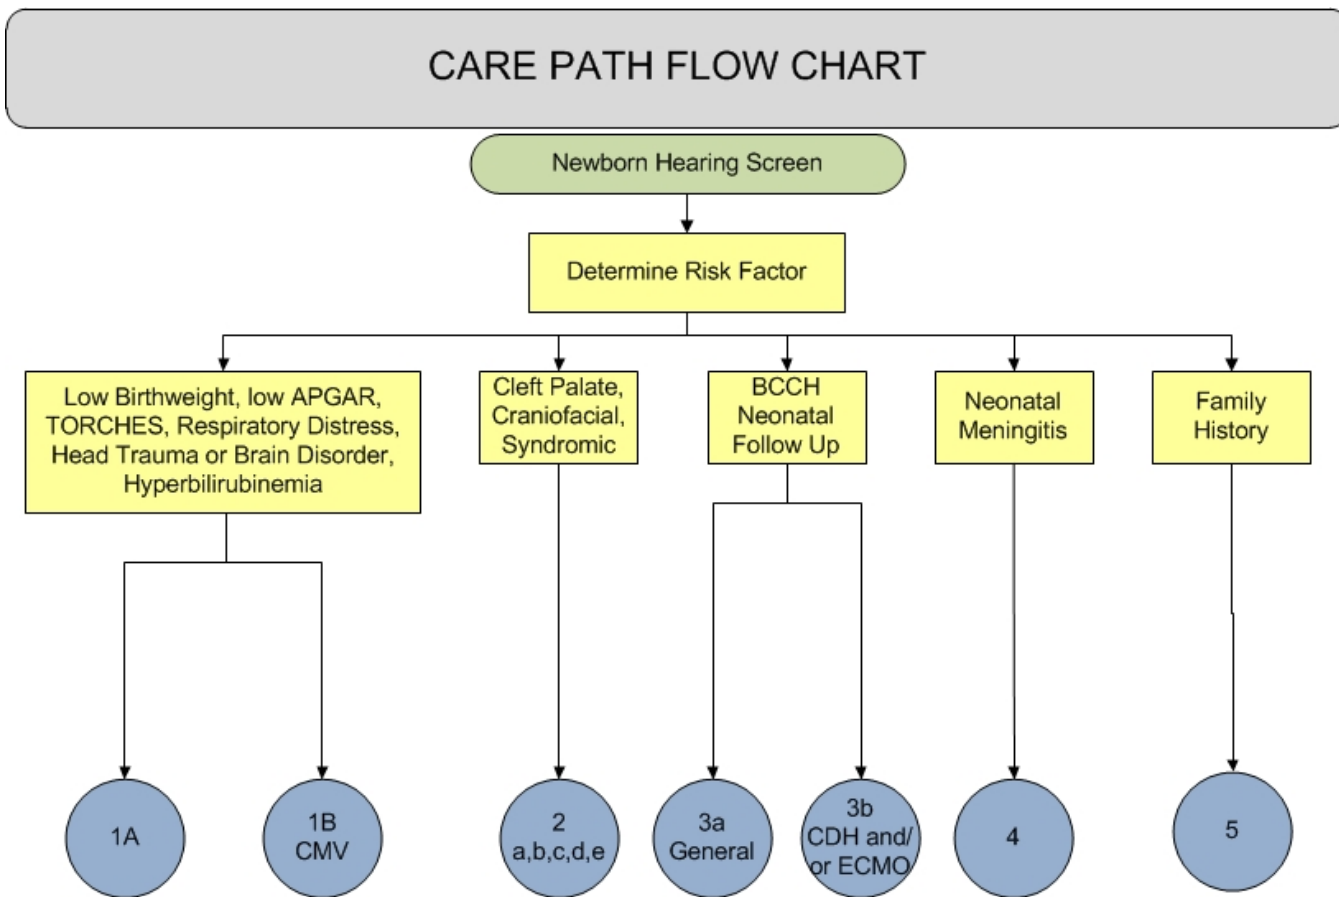 CARE PATH FLOW CHART
Newborn Hearing Screen
Determine Risk Factor
Low Birthweight, low APGAR,
TORCHES, Respiratory Distress,
Head Trauma or Brain Disorder,
Hyperbilirubinemia
Cleft Palate,
Craniofacial,
Syndromic
BCCH
Neonatal
Follow Up
Neonatal
Meningitis
Family
History
1A
1B
CMV
2
a,b,c,d,e
3a
General
3b
CDH and/
or ECMO
4
5